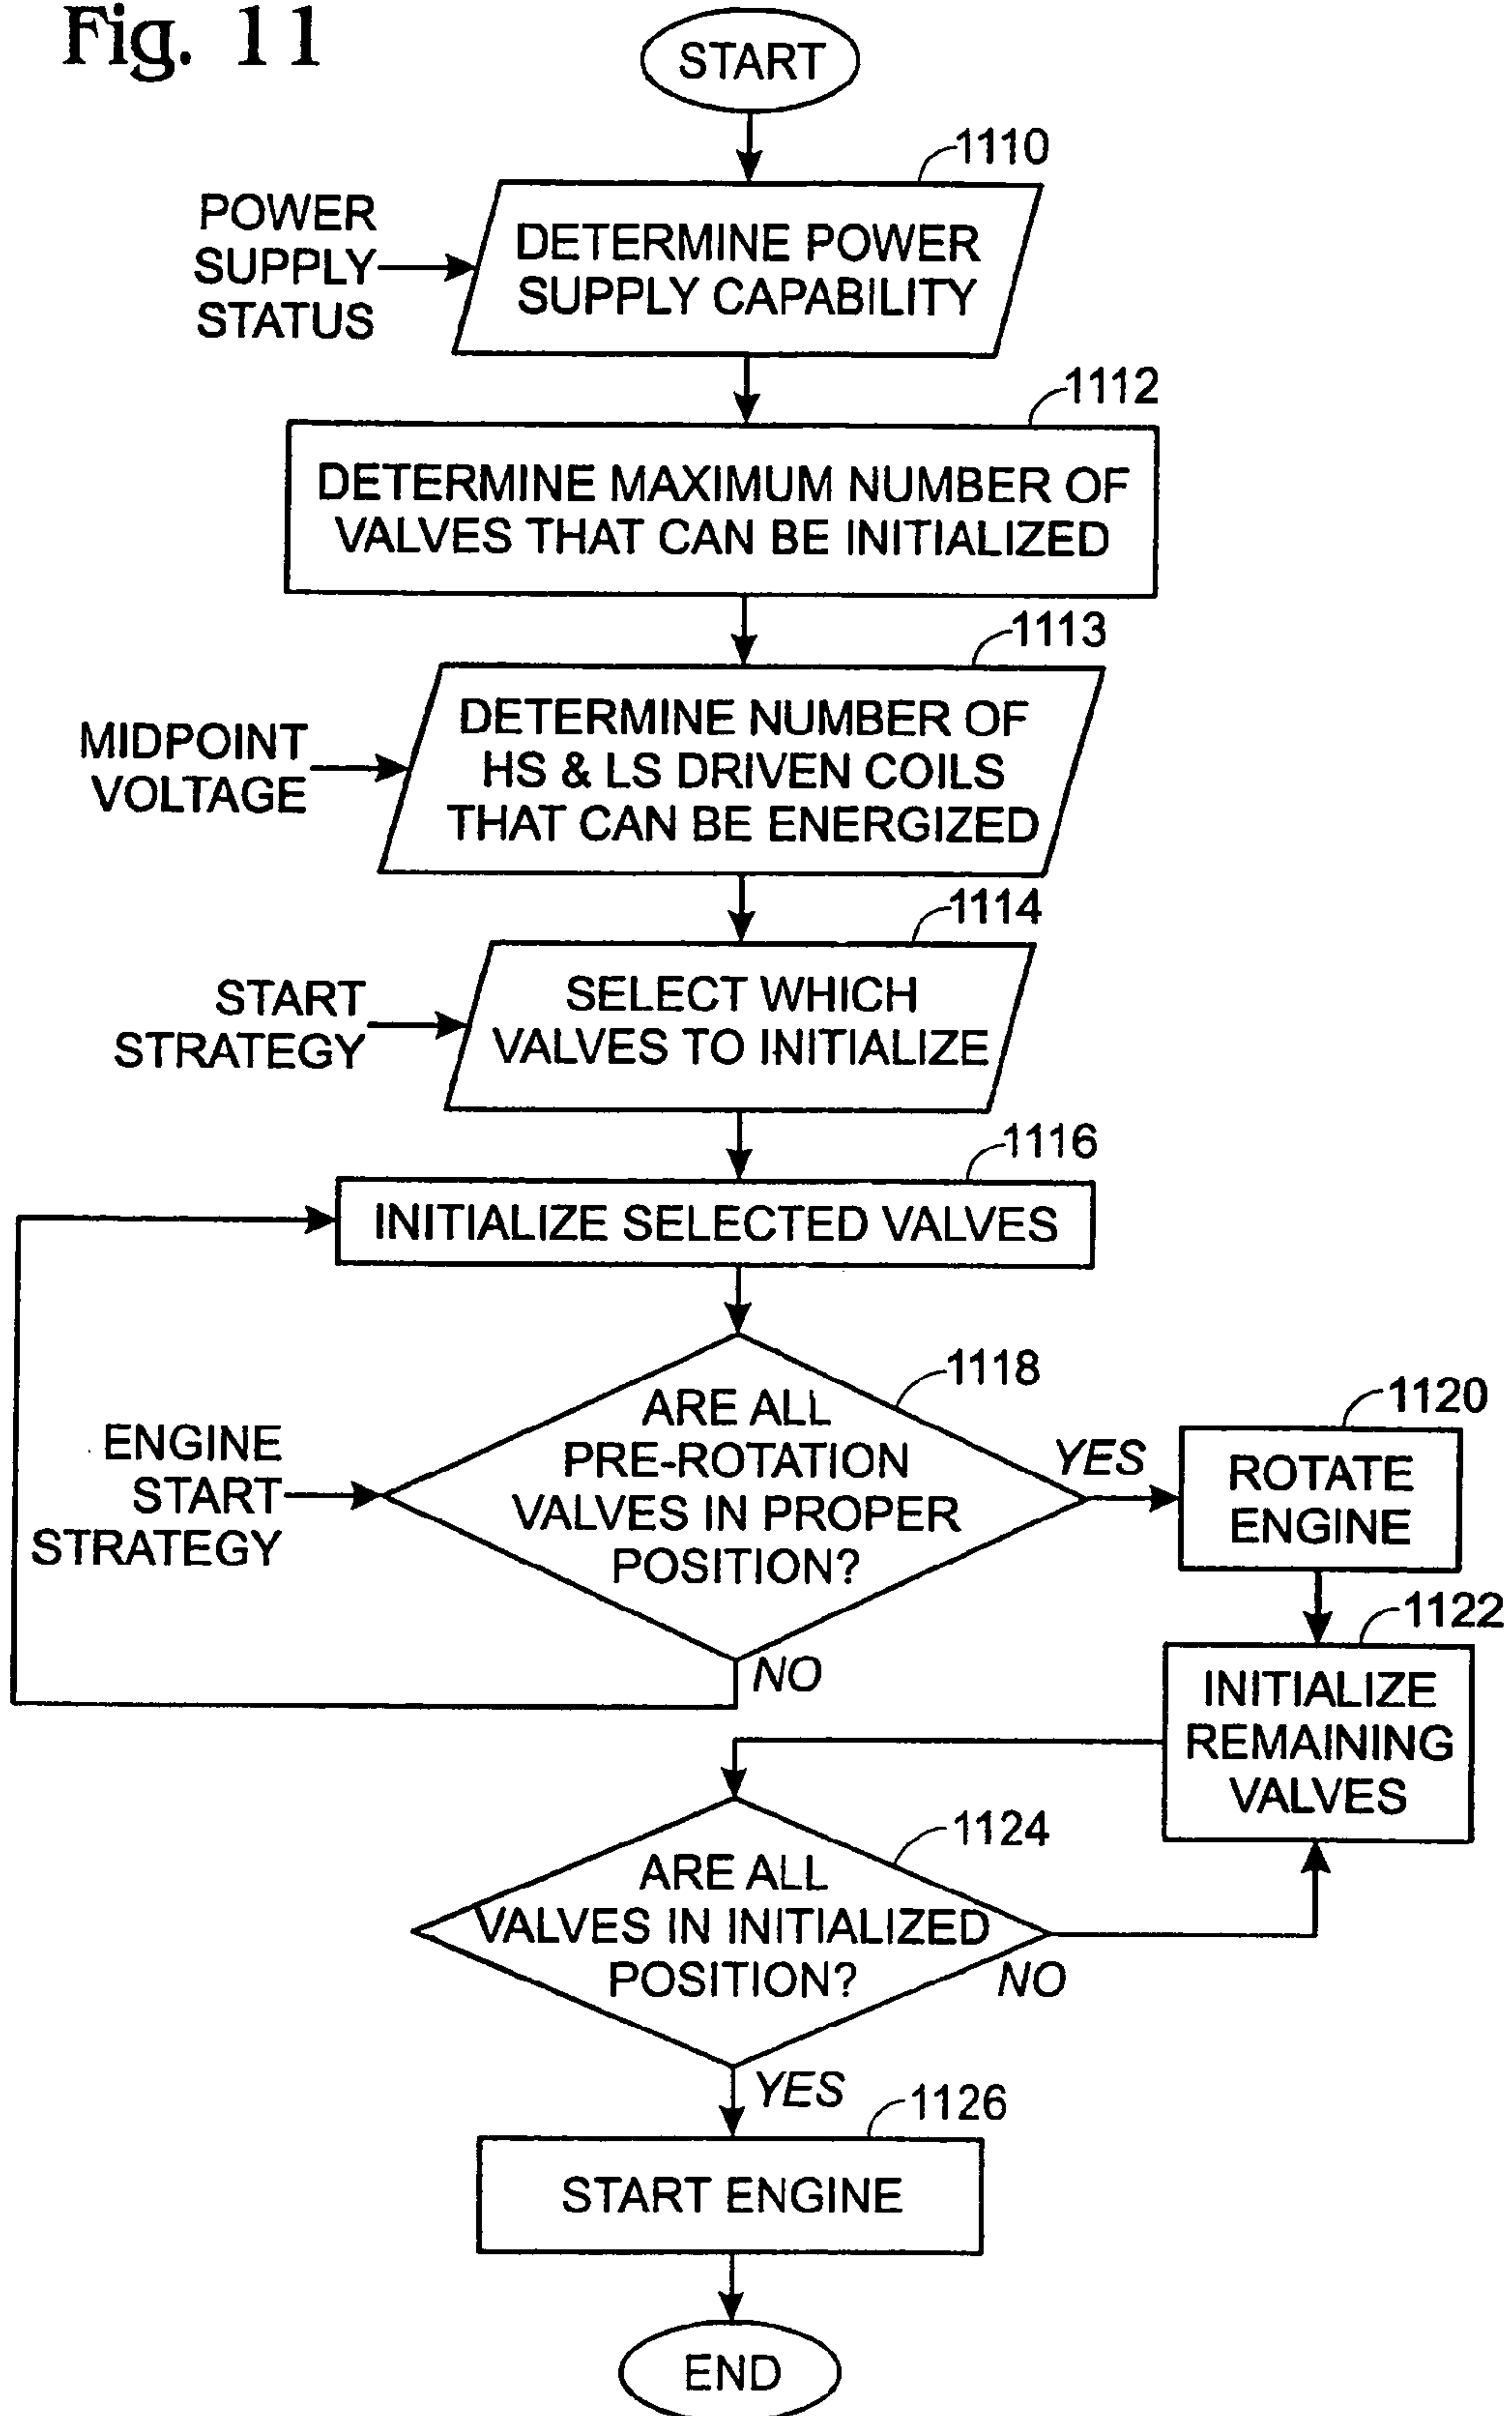 Fig. 11
START
1110
POWER
SUPPLY
STATUS
DETERMINE POWER
SUPPLY CAPABILITY
1112
DETERMINE MAXIMUM NUMBER OF
VALVES THAT CAN BE INITIALIZED
1113
MIDPOINT
VOLTAGE
DETERMINE NUMBER OF
HS & LS DRIVEN COILS
THAT CAN BE ENERGIZED
1114
START
STRATEGY
SELECT WHICH
VALVES TO INITIALIZE
1116
INITIALIZE SELECTED VALVES
1118
ENGINE
START
STRATEGY
ARE ALL
PRE-ROTATION
VALVES IN PROPER
POSITION?
YES
NO
1120
ROTATE
ENGINE
1122
INITIALIZE
REMAINING
VALVES
1124
ARE ALL
VALVES IN INITIALIZED
POSITION?
NO
YES
1126
START ENGINE
END